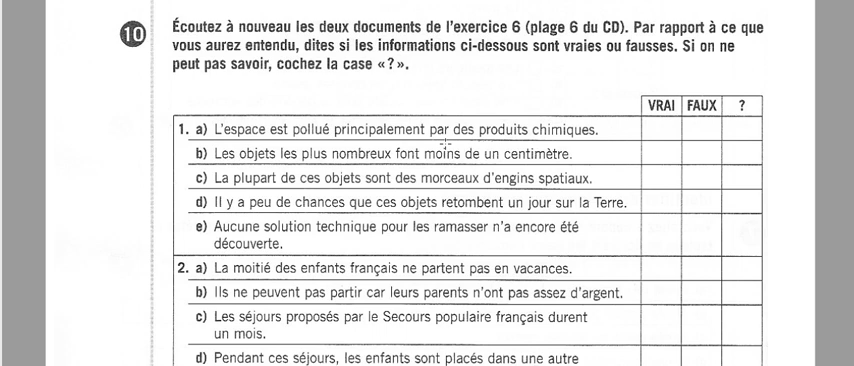 10
Écoutez à nouveau les deux documents de l'exercice 6 (plage 6 du CD). Par rapport à ce que
vous aurez entendu, dites si les informations ci-dessous sont vraies ou fausses. Si on ne
peut pas savoir, cochez la case « ? ».
VRAI FAUX ?
1. a) L'espace est pollué principalement par des produits chimiques.
b) Les objets les plus nombreux font moins de un centimètre.
c) La plupart de ces objets sont des morceaux d'engins spatiaux.
d) Il y a peu de chances que ces objets retombent un jour sur la Terre.
e) Aucune solution technique pour les ramasser n'a encore été
découverte.
2. a) La moitié des enfants français ne partent pas en vacances.
b) Ils ne peuvent pas partir car leurs parents n'ont pas assez d'argent.
c) Les séjours proposés par le Secours populaire français durent
un mois.
d) Pendant ces séjours, les enfants sont placés dans une autre